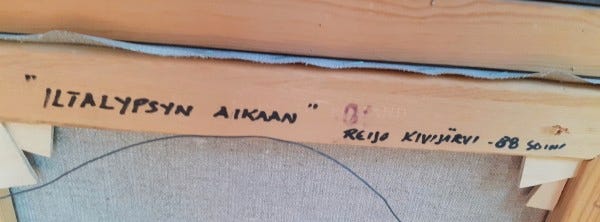 "ILTALYPSYN AIKAAN"
REIJO KIVIJÄRVI -88 SOINI